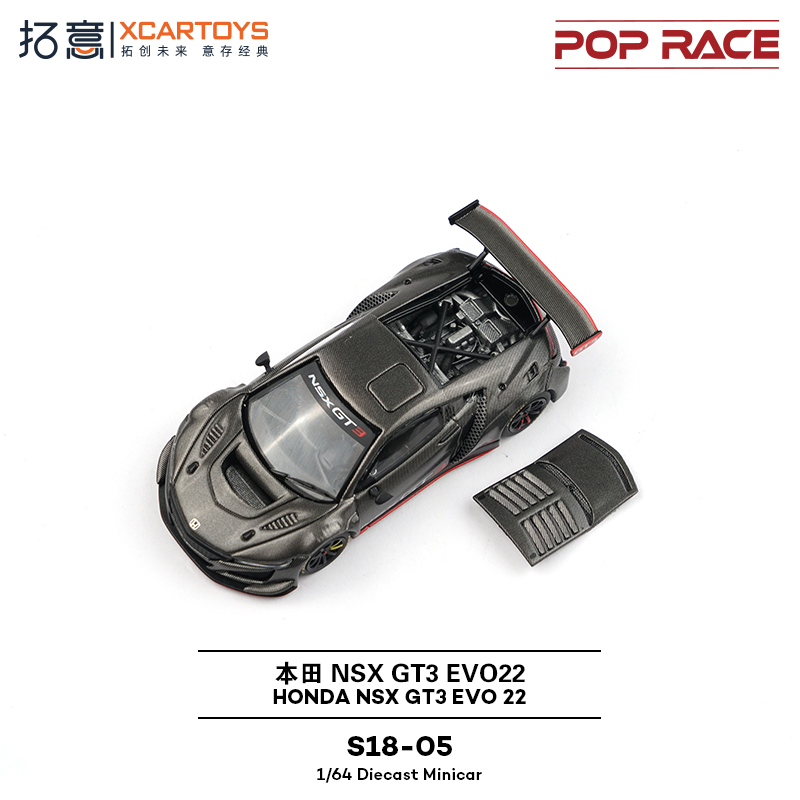 拓意 XCARTOYS
拓创未来 意存经典
POP RACE
NSX GT3
本田 NSX GT3 EVO22
HONDA NSX GT3 EVO 22
S18-05
1/64 Diecast Minicar